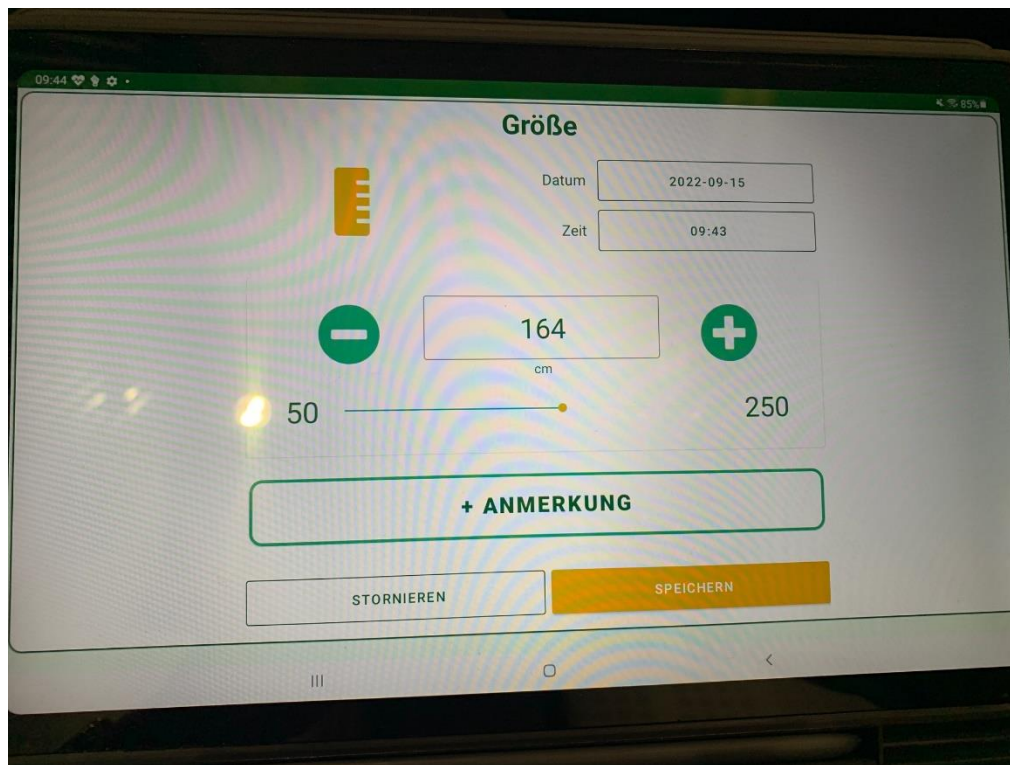 09:44
85%
Größe
Datum 2022-09-15
Zeit 09:43
164
cm
50 250
+ ANMERKUNG
STORNIEREN SPEICHERN